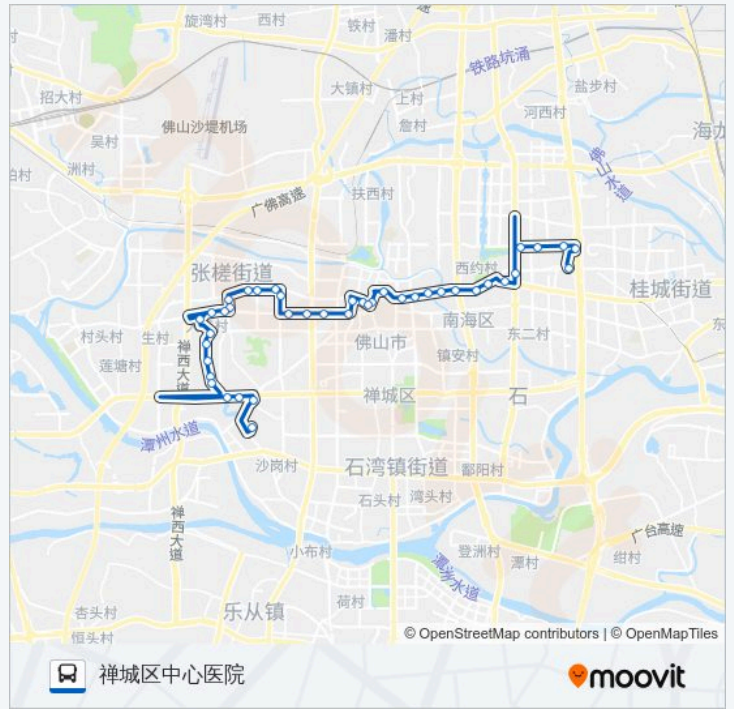 旋湾村
西村
铁村
潘村
铁路坑涌
招大村
大镇村
上村
盐步村
河西村
吴村
佛山沙堤机场
詹村
洲村
佛山水道
广佛高速
扶西村
张槎街道
西约村
桂城街道
南海区
村头村
生村
村
禅西大道
佛山市
东二村
莲塘村
镇安村
禅城区
石
潭州水道
沙岗村
石湾镇街道
鄱阳村
石头村
湾头村
禅西大道
小布村
登洲村
潭村
广台高速
绀村
潭洲水道
荷村
杏头村
乐从镇
恒头村
© OpenStreetMap contributors | © OpenMapTiles
禅城区中心医院
moovit